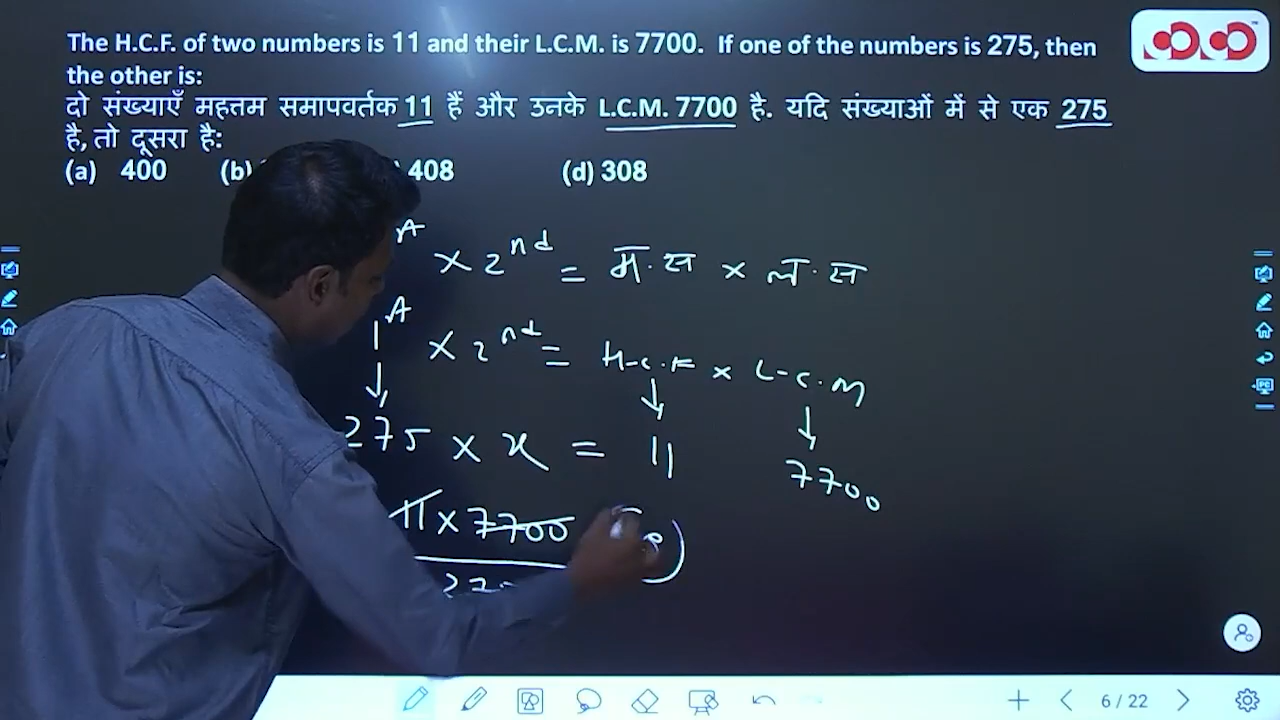 The H.C.F. of two numbers is 11 and their L.C.M. is 7700. If one of the numbers is 275, then
the other is:
दो संख्याएँ महत्तम समापवर्तक 11 हैं और उनके L.C.M. 7700 है. यदि संख्याओं में से एक 275
है, तो दूसरा है:
(a) 400 (b) 408 (d) 308
× 2nd = म.स × ल.स
× 2nd = H.C.F × L.C.M
275 × x = 11 7700
11 × 7700
6 / 22